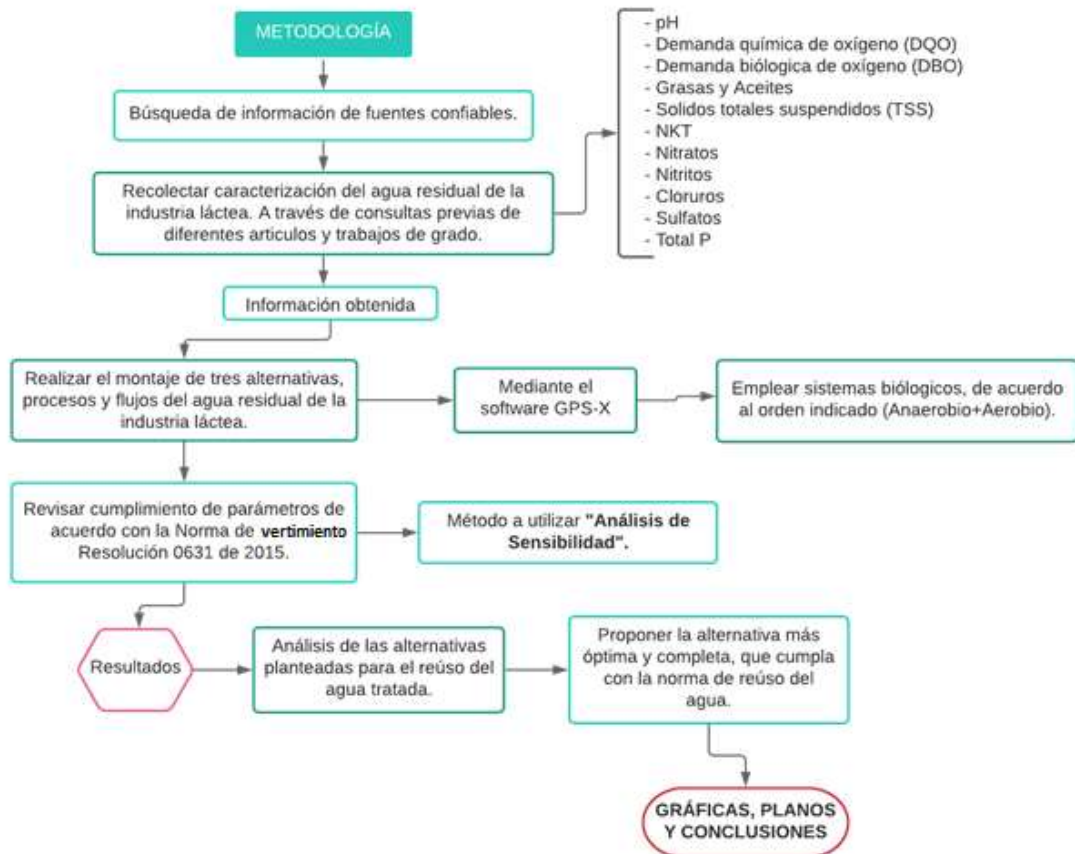 METODOLOGÍA
Búsqueda de información de fuentes confiables.
Recolectar caracterización del agua residual de la
industria láctea. A través de consultas previas de
diferentes articulos y trabajos de grado.
- pH
- Demanda química de oxígeno (DQO)
- Demanda biólogica de oxígeno (DBO)
- Grasas y Aceites
- Solidos totales suspendidos (TSS)
- NKT
- Nitratos
- Nitritos
- Cloruros
- Sulfatos
- Total P
Información obtenida
Realizar el montaje de tres alternativas,
procesos y flujos del agua residual de la
industria láctea.
Mediante el
software GPS-X
Emplear sistemas biológicos, de acuerdo
al orden indicado (Anaerobio+Aerobio).
Revisar cumplimiento de parámetros de
acuerdo con la Norma de vertimiento
Resolución 0631 de 2015.
Método a utilizar "Análisis de
Sensibilidad".
Resultados
Análisis de las alternativas
planteadas para el reúso del
agua tratada.
Proponer la alternativa más
óptima y completa, que cumpla
con la norma de reúso del
agua.
GRÁFICAS, PLANOS
Y CONCLUSIONES